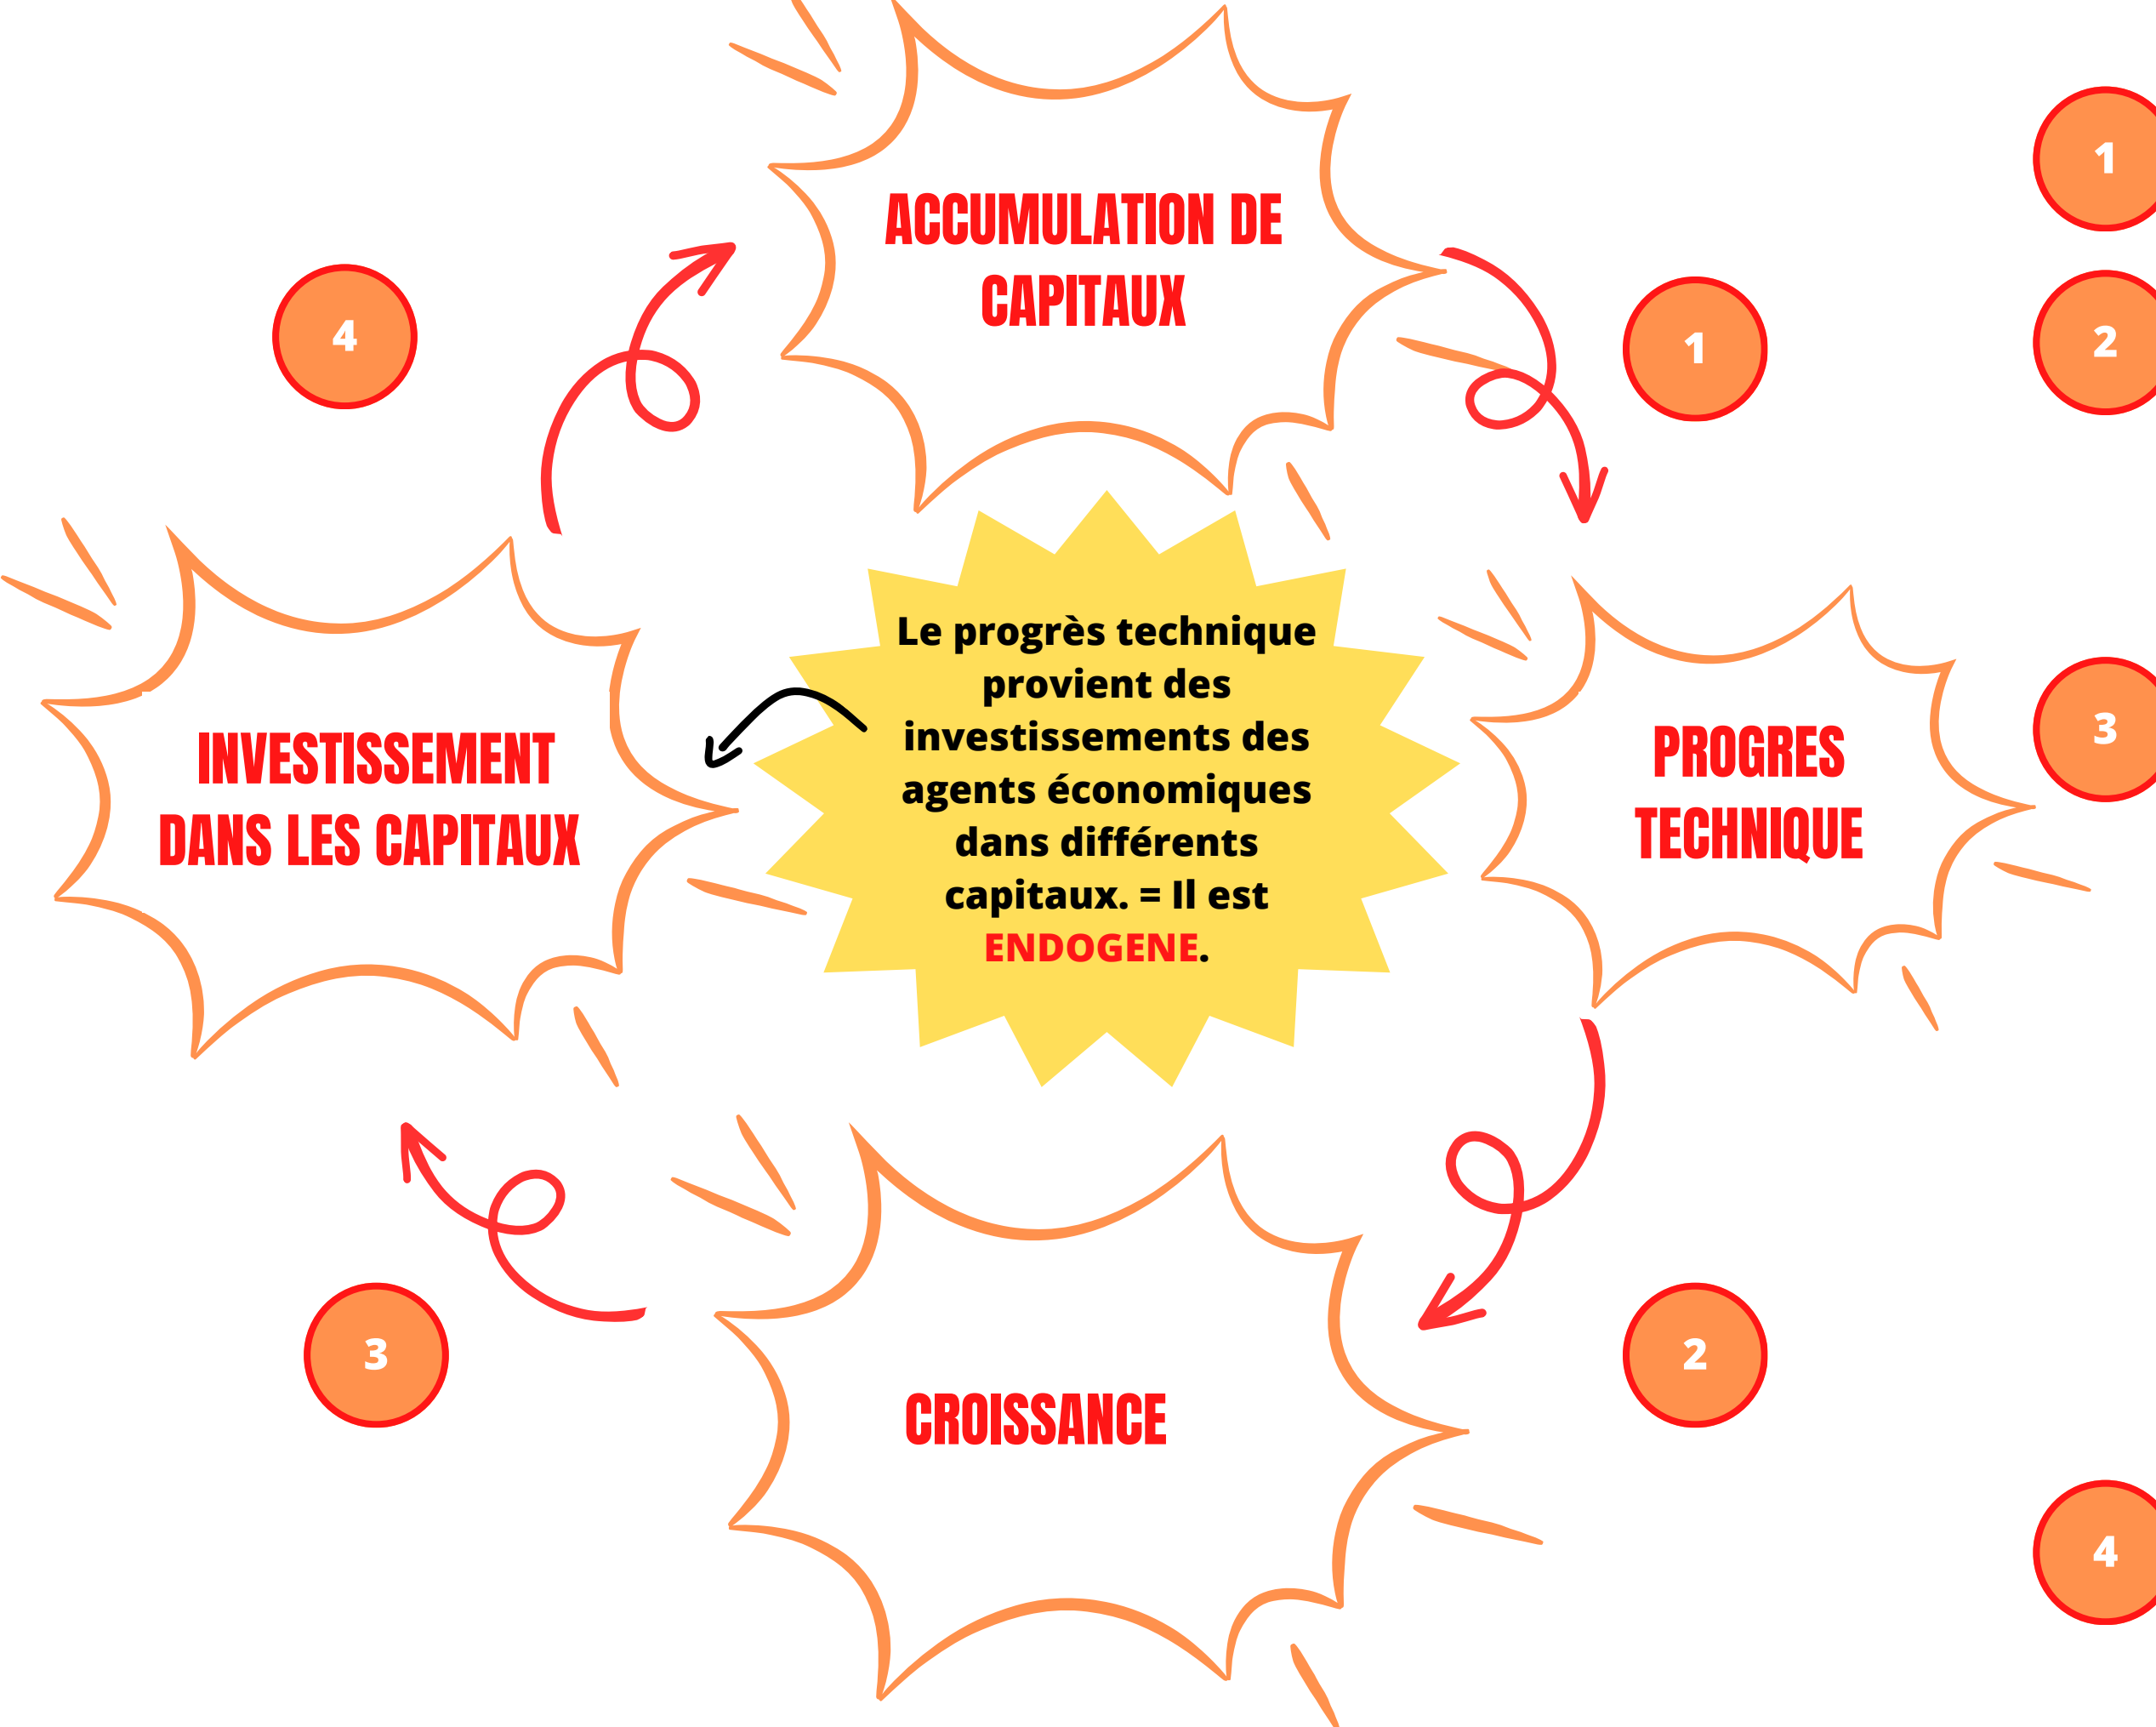 ACCUMULATION DE
CAPITAUX
1
1
2
4
INVESTISSEMENT
DANS LES CAPITAUX
Le progrès technique
provient des
investissements des
agents économiques
dans différents
capitaux. = Il est
ENDOGENE.
PROGRES
TECHNIQUE
3
3
CROISSANCE
2
4